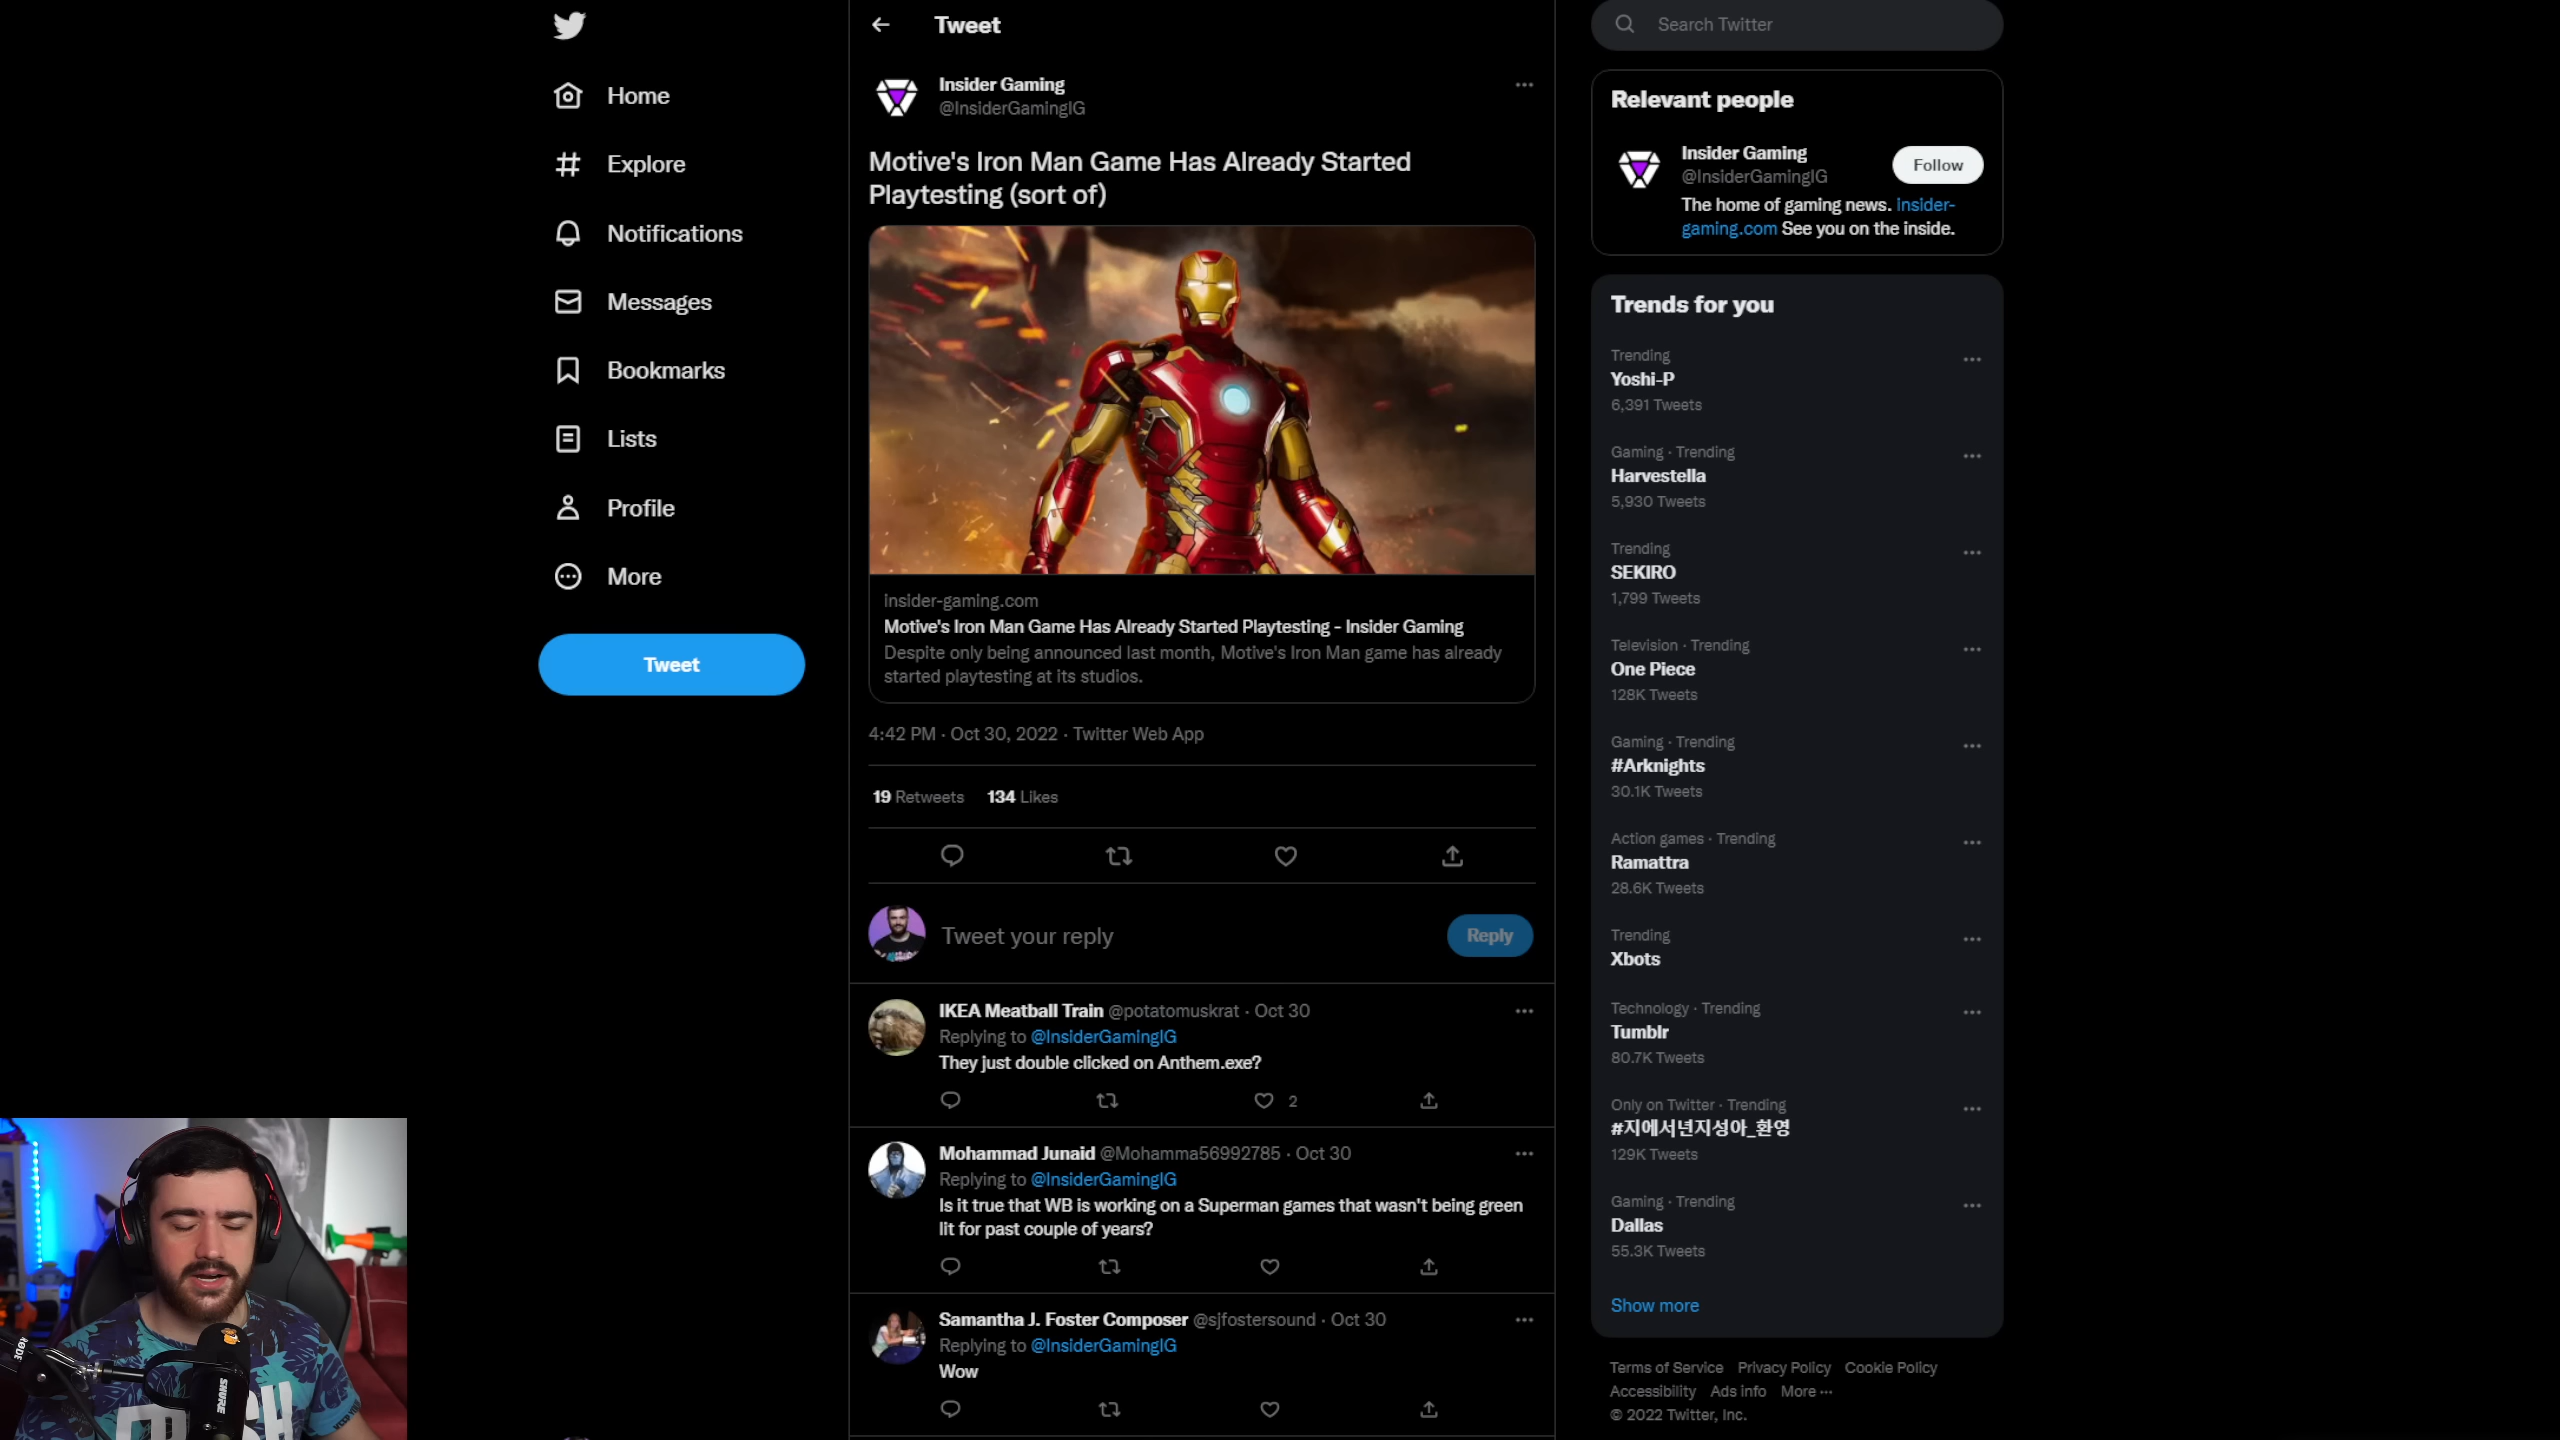 Home
Explore
Notifications
Messages
Bookmarks
Lists
Profile
More
Tweet
Tweet
Insider Gaming
@InsiderGamingIG
Motive's Iron Man Game Has Already Started
Playtesting (sort of)
insider-gaming.com
Motive's Iron Man Game Has Already Started Playtesting - Insider Gaming
Despite only being announced last month, Motive's Iron Man game has already
started playtesting at its studios.
4:42 PM · Oct 30, 2022 · Twitter Web App
19 Retweets 134 Likes
Tweet your reply
Reply
IKEA Meatball Train @potatomuskrat · Oct 30
Replying to @InsiderGamingIG
They just double clicked on Anthem.exe?
2
Mohammad Junaid @Mohamma56992785 · Oct 30
Replying to @InsiderGamingIG
Is it true that WB is working on a Superman games that wasn't being green
lit for past couple of years?
Samantha J. Foster Composer @sjfostersound · Oct 30
Replying to @InsiderGamingIG
Wow
Search Twitter
Relevant people
Insider Gaming
@InsiderGamingIG
Follow
The home of gaming news. insider-
gaming.com See you on the inside.
Trends for you
Trending
Yoshi-P
6,391 Tweets
Gaming · Trending
Harvestella
5,930 Tweets
Trending
SEKIRO
1,799 Tweets
Television · Trending
One Piece
128K Tweets
Gaming · Trending
#Arknights
30.1K Tweets
Action games · Trending
Ramattra
28.6K Tweets
Trending
Xbots
Technology · Trending
Tumblr
80.7K Tweets
Only on Twitter · Trending
#지에서년지성아_환영
129K Tweets
Gaming · Trending
Dallas
55.3K Tweets
Show more
Terms of Service Privacy Policy Cookie Policy
Accessibility Ads info More ···
© 2022 Twitter, Inc.
RØDE
SHURE